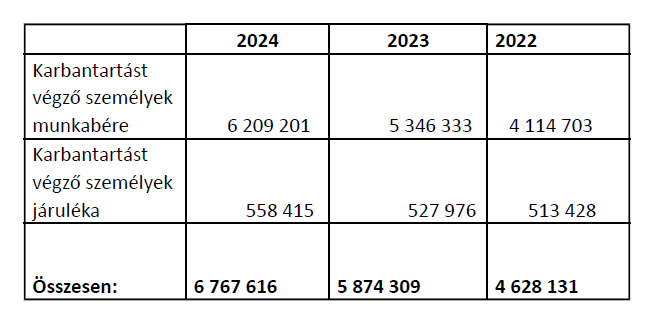 2024 2023 2022
Karbantartást
végző személyek
munkabére 6 209 201 5 346 333 4 114 703
Karbantartást
végző személyek
járuléka 558 415 527 976 513 428
Összesen: 6 767 616 5 874 309 4 628 131